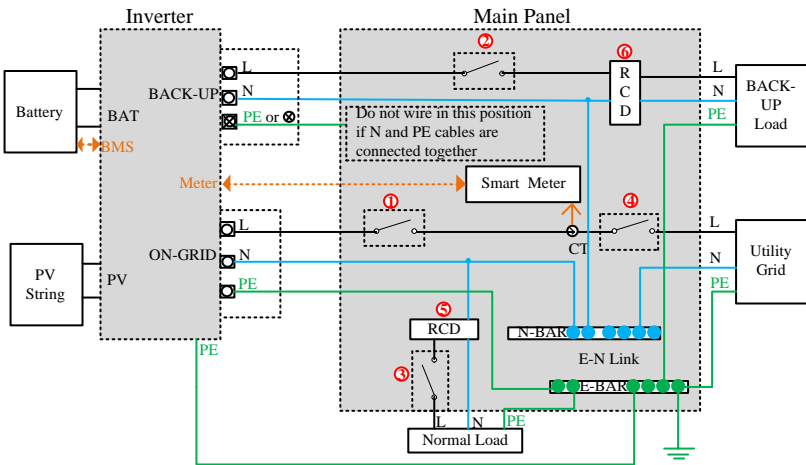 Inverter
Main Panel
②
⑥
L
L
R
C
D
Battery
BAT
BACK-UP
N
N
BACK-
UP
Load
PE or ⊗
PE
Do not wire in this position
if N and PE cables are
connected together
BMS
Meter
Smart Meter
①
④
L
L
ON-GRID
N
CT
N
Utility
Grid
PV
String
PV
PE
PE
⑤
RCD
N-BAR
PE
E-N Link
③
E-BAR
L
N
PE
Normal Load